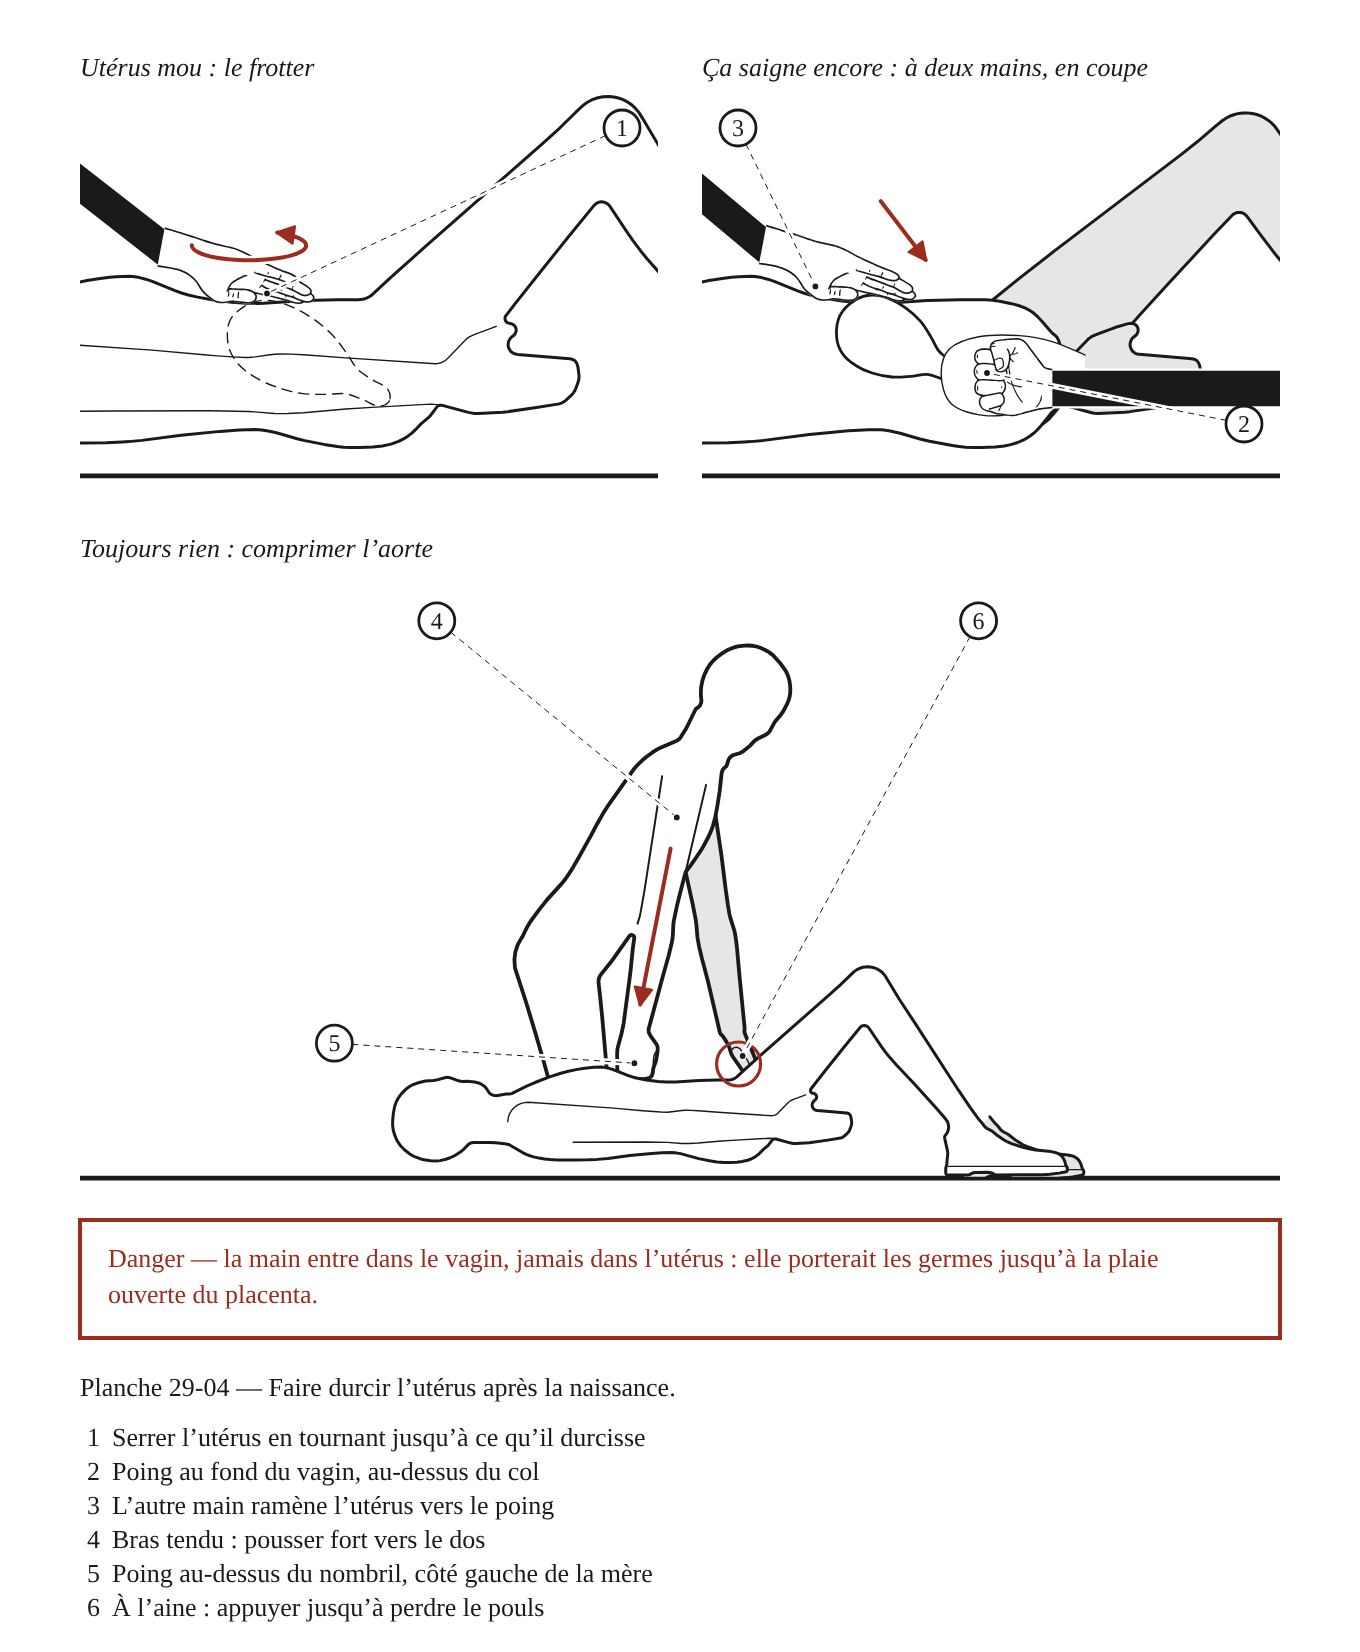 Utérus mou : le frotter
Ça saigne encore : à deux mains, en coupe
1
3
2
Toujours rien : comprimer l’aorte
4
6
5
Danger — la main entre dans le vagin, jamais dans l’utérus : elle porterait les germes jusqu’à la plaie
ouverte du placenta.
Planche 29-04 — Faire durcir l’utérus après la naissance.
1 Serrer l’utérus en tournant jusqu’à ce qu’il durcisse
2 Poing au fond du vagin, au-dessus du col
3 L’autre main ramène l’utérus vers le poing
4 Bras tendu : pousser fort vers le dos
5 Poing au-dessus du nombril, côté gauche de la mère
6 À l’aine : appuyer jusqu’à perdre le pouls